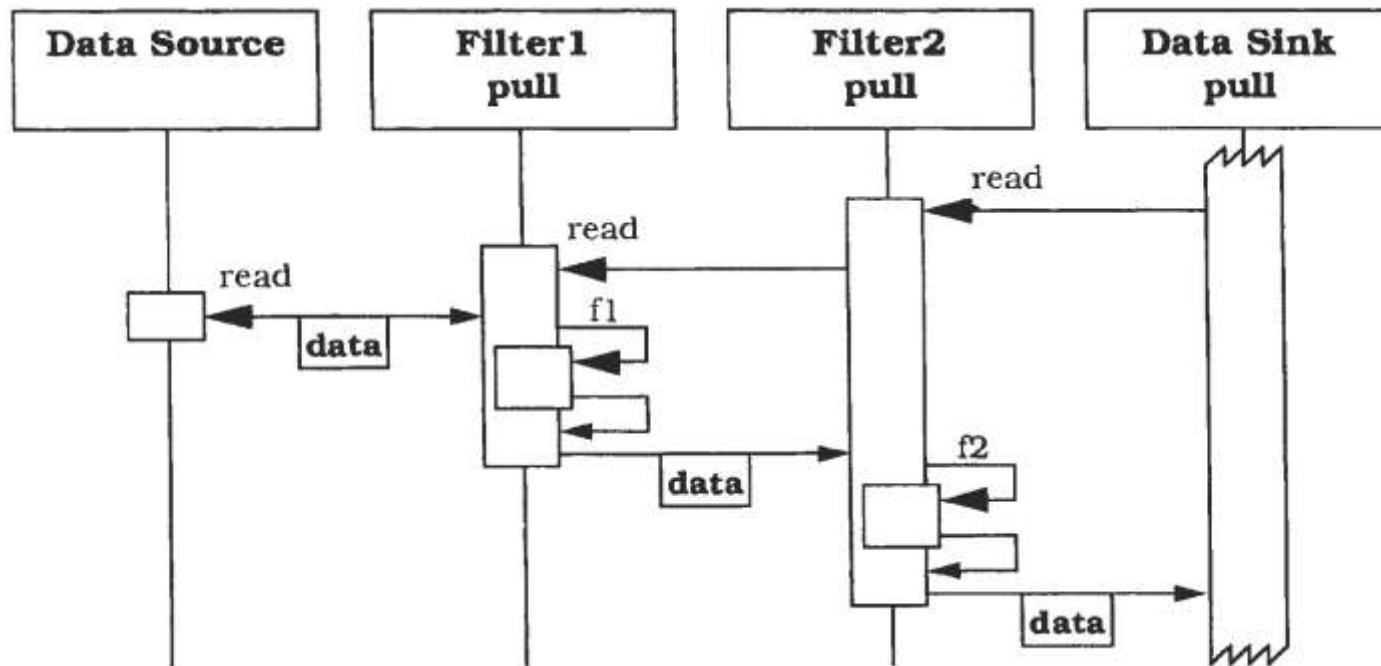 Data Source
Filter1
pull
Filter2
pull
Data Sink
pull
read
read
read
f1
data
f2
data
data